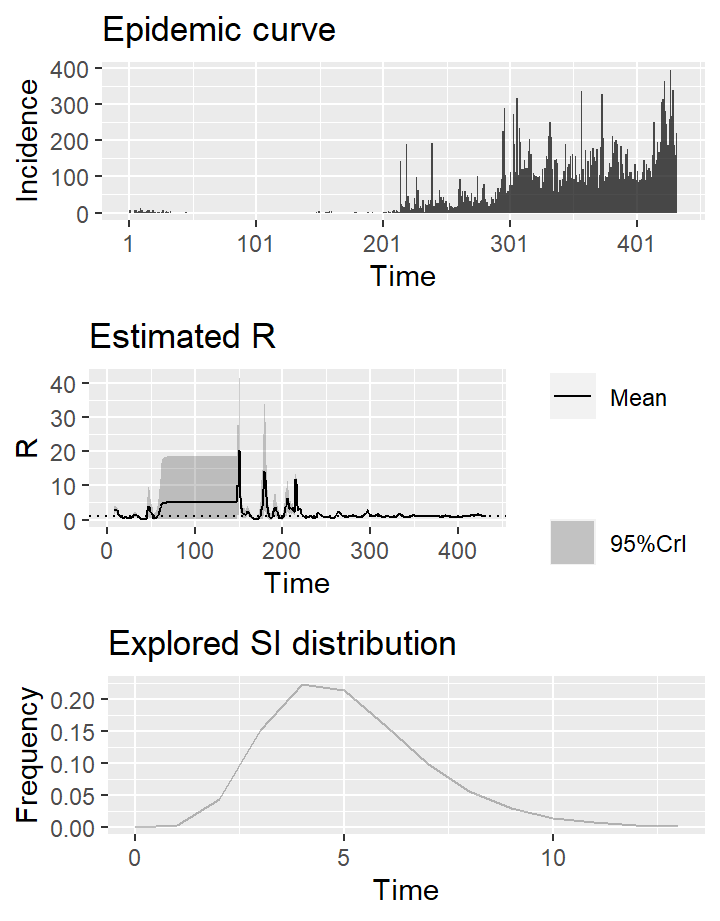 Epidemic curve
Incidence
400
300
200
100
0
1 101 201 301 401
Time
Estimated R
R
40
30
20
10
0
0 100 200 300 400
Time
Mean
95%CrI
Explored SI distribution
Frequency
0.20
0.15
0.10
0.05
0.00
0 5 10
Time